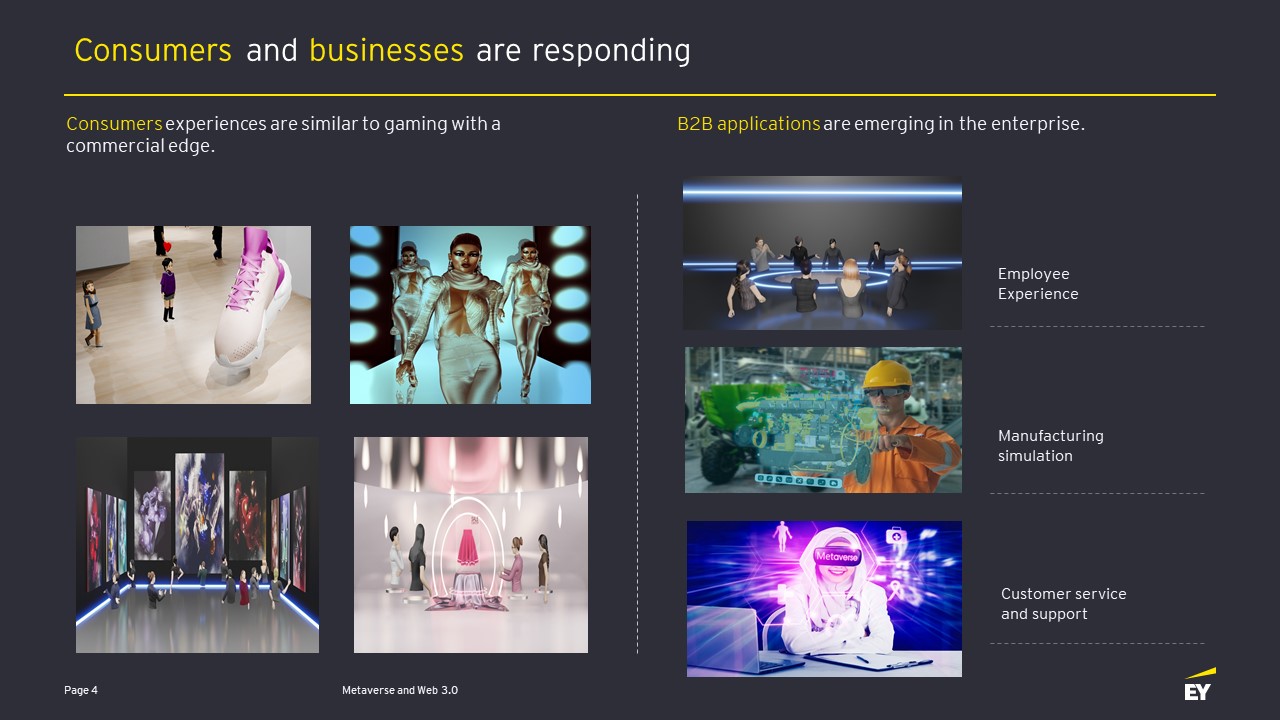 Consumers and businesses are responding
Consumers experiences are similar to gaming with a
commercial edge.
B2B applications are emerging in the enterprise.
Employee
Experience
Manufacturing
simulation
Metaverse
Customer service
and support
Page 4
Metaverse and Web 3.0
EY